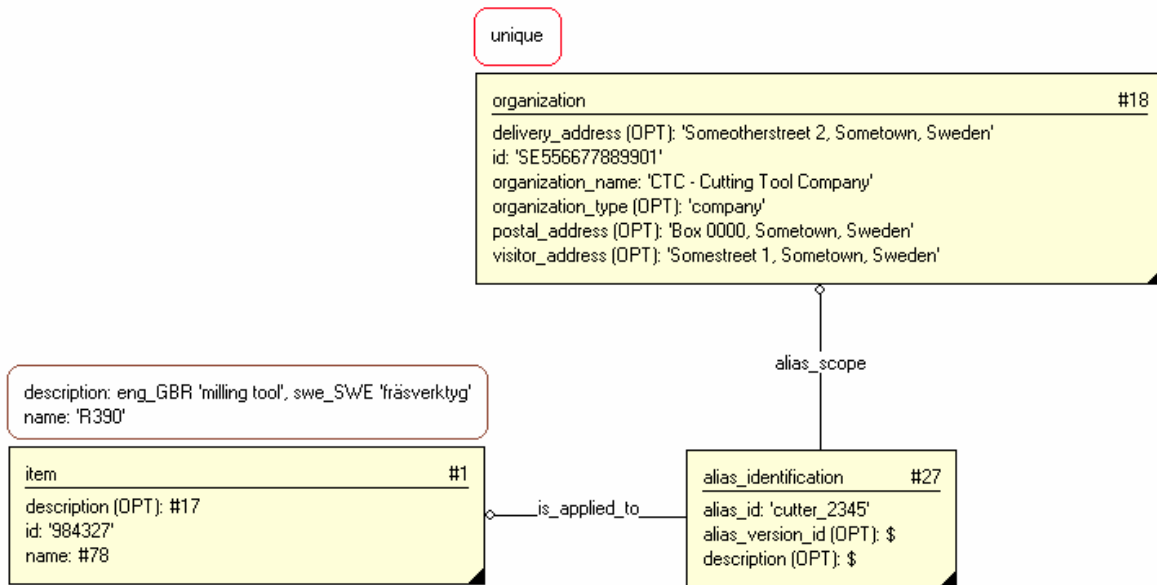 unique
organization #18
delivery_address (OPT): 'Someotherstreet 2, Sometown, Sweden'
id: 'SE556677889901'
organization_name: 'CTC - Cutting Tool Company'
organization_type (OPT): 'company'
postal_address (OPT): 'Box 0000, Sometown, Sweden'
visitor_address (OPT): 'Somestreet 1, Sometown, Sweden'
alias_scope
description: eng_GBR 'milling tool', swe_SWE 'fräsverktyg'
name: 'R390'
item #1
description (OPT): #17
id: '984327'
name: #78
is_applied_to
alias_identification #27
alias_id: 'cutter_2345'
alias_version_id (OPT): $
description (OPT): $